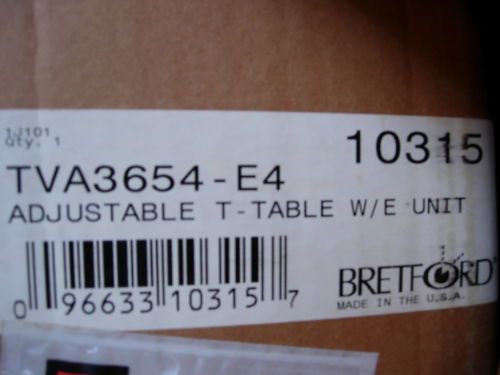 1J101
Qty. 1
10315
TVA3654-E4
ADJUSTABLE T-TABLE W/E UNIT
0 96633 10315 7
BRETFORD
MADE IN THE U.S.A.